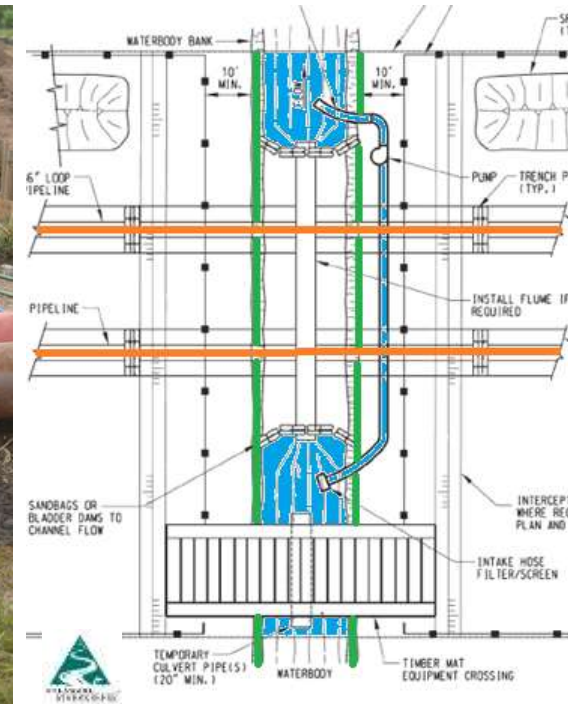 WATERBODY BANK
10'
MIN.
10'
MIN.
FLOW
6" LOOP
PIPELINE
PUMP
TRENCH P
(TYP.)
PIPELINE
INSTALL FLUME IF
REQUIRED
SANDBAGS OR
BLADDER DAMS TO
CHANNEL FLOW
INTERCEPT
WHERE REQ
PLAN AND
INTAKE HOSE
FILTER/SCREEN
TEMPORARY
CULVERT PIPE(S)
(20" MIN.)
WATERBODY
TIMBER MAT
EQUIPMENT CROSSING